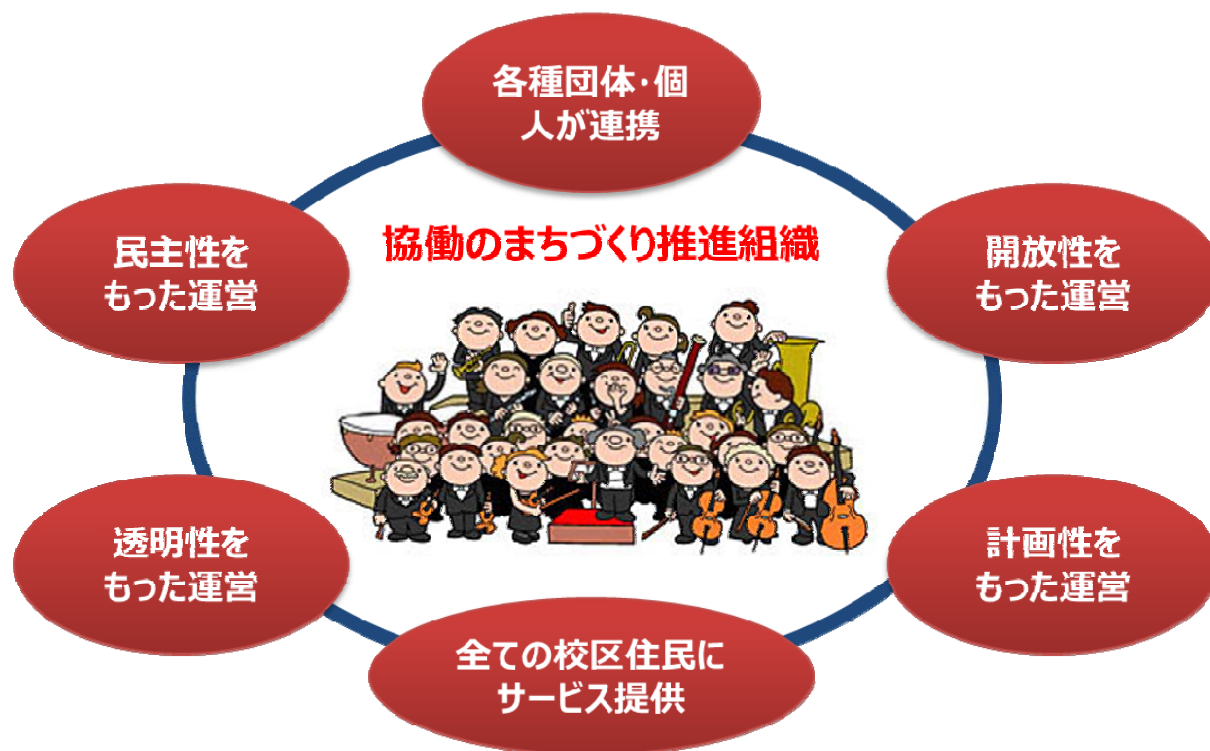 各種団体・個
人が連携
協働のまちづくり推進組織
民主性を
もった運営
開放性を
もった運営
透明性を
もった運営
計画性を
もった運営
全ての校区住民に
サービス提供